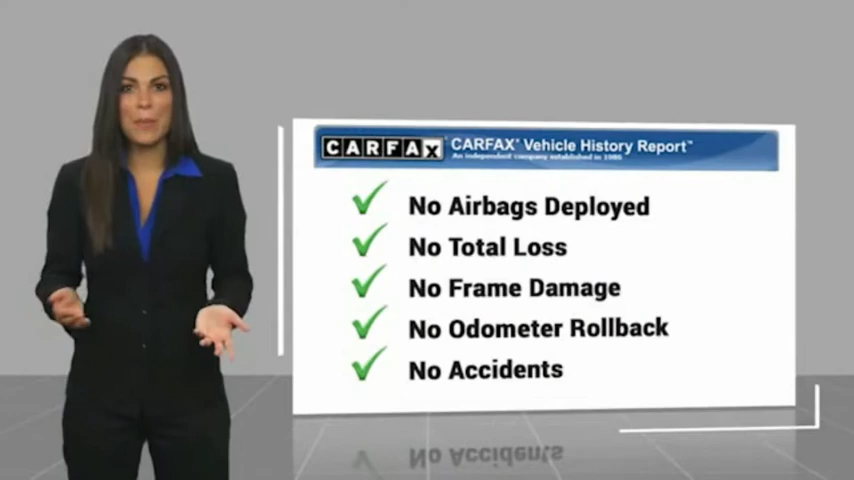 CARFAX CARFAX® Vehicle History Report™
An independent company established in 1986
No Airbags Deployed
No Total Loss
No Frame Damage
No Odometer Rollback
No Accidents
No Accidents